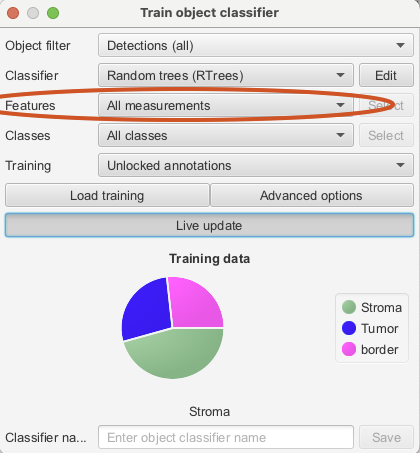 Train object classifier
Object filter Detections (all)
Classifier Random trees (RTrees) Edit
Features All measurements Select
Classes All classes Select
Training Unlocked annotations
Load training Advanced options
Live update
Training data
Stroma
Tumor
border
Stroma
Classifier na... Enter object classifier name Save